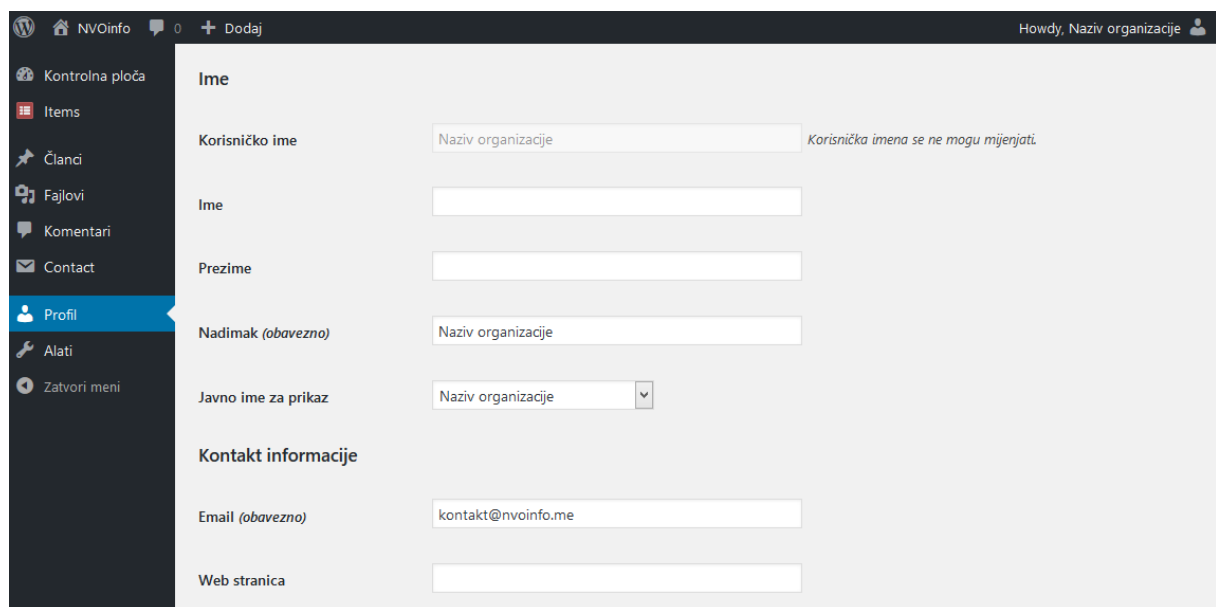 NVOinfo 0 Dodaj Howdy, Naziv organizacije
Kontrolna ploča
Items
Članci
Fajlovi
Komentari
Contact
Profil
Alati
Zatvori meni
Ime
Korisničko ime Naziv organizacije Korisnička imena se ne mogu mijenjati.
Ime
Prezime
Nadimak (obavezno) Naziv organizacije
Javno ime za prikaz Naziv organizacije
Kontakt informacije
Email (obavezno) kontakt@nvoinfo.me
Web stranica